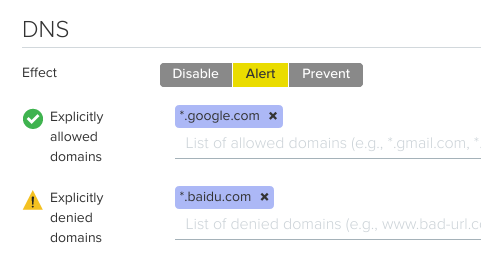 DNS
Effect
Disable
Alert
Prevent
Explicitly
allowed
domains
*.google.com ×
List of allowed domains (e.g., *.gmail.com, *.
Explicitly
denied
domains
*.baidu.com ×
List of denied domains (e.g., www.bad-url.c